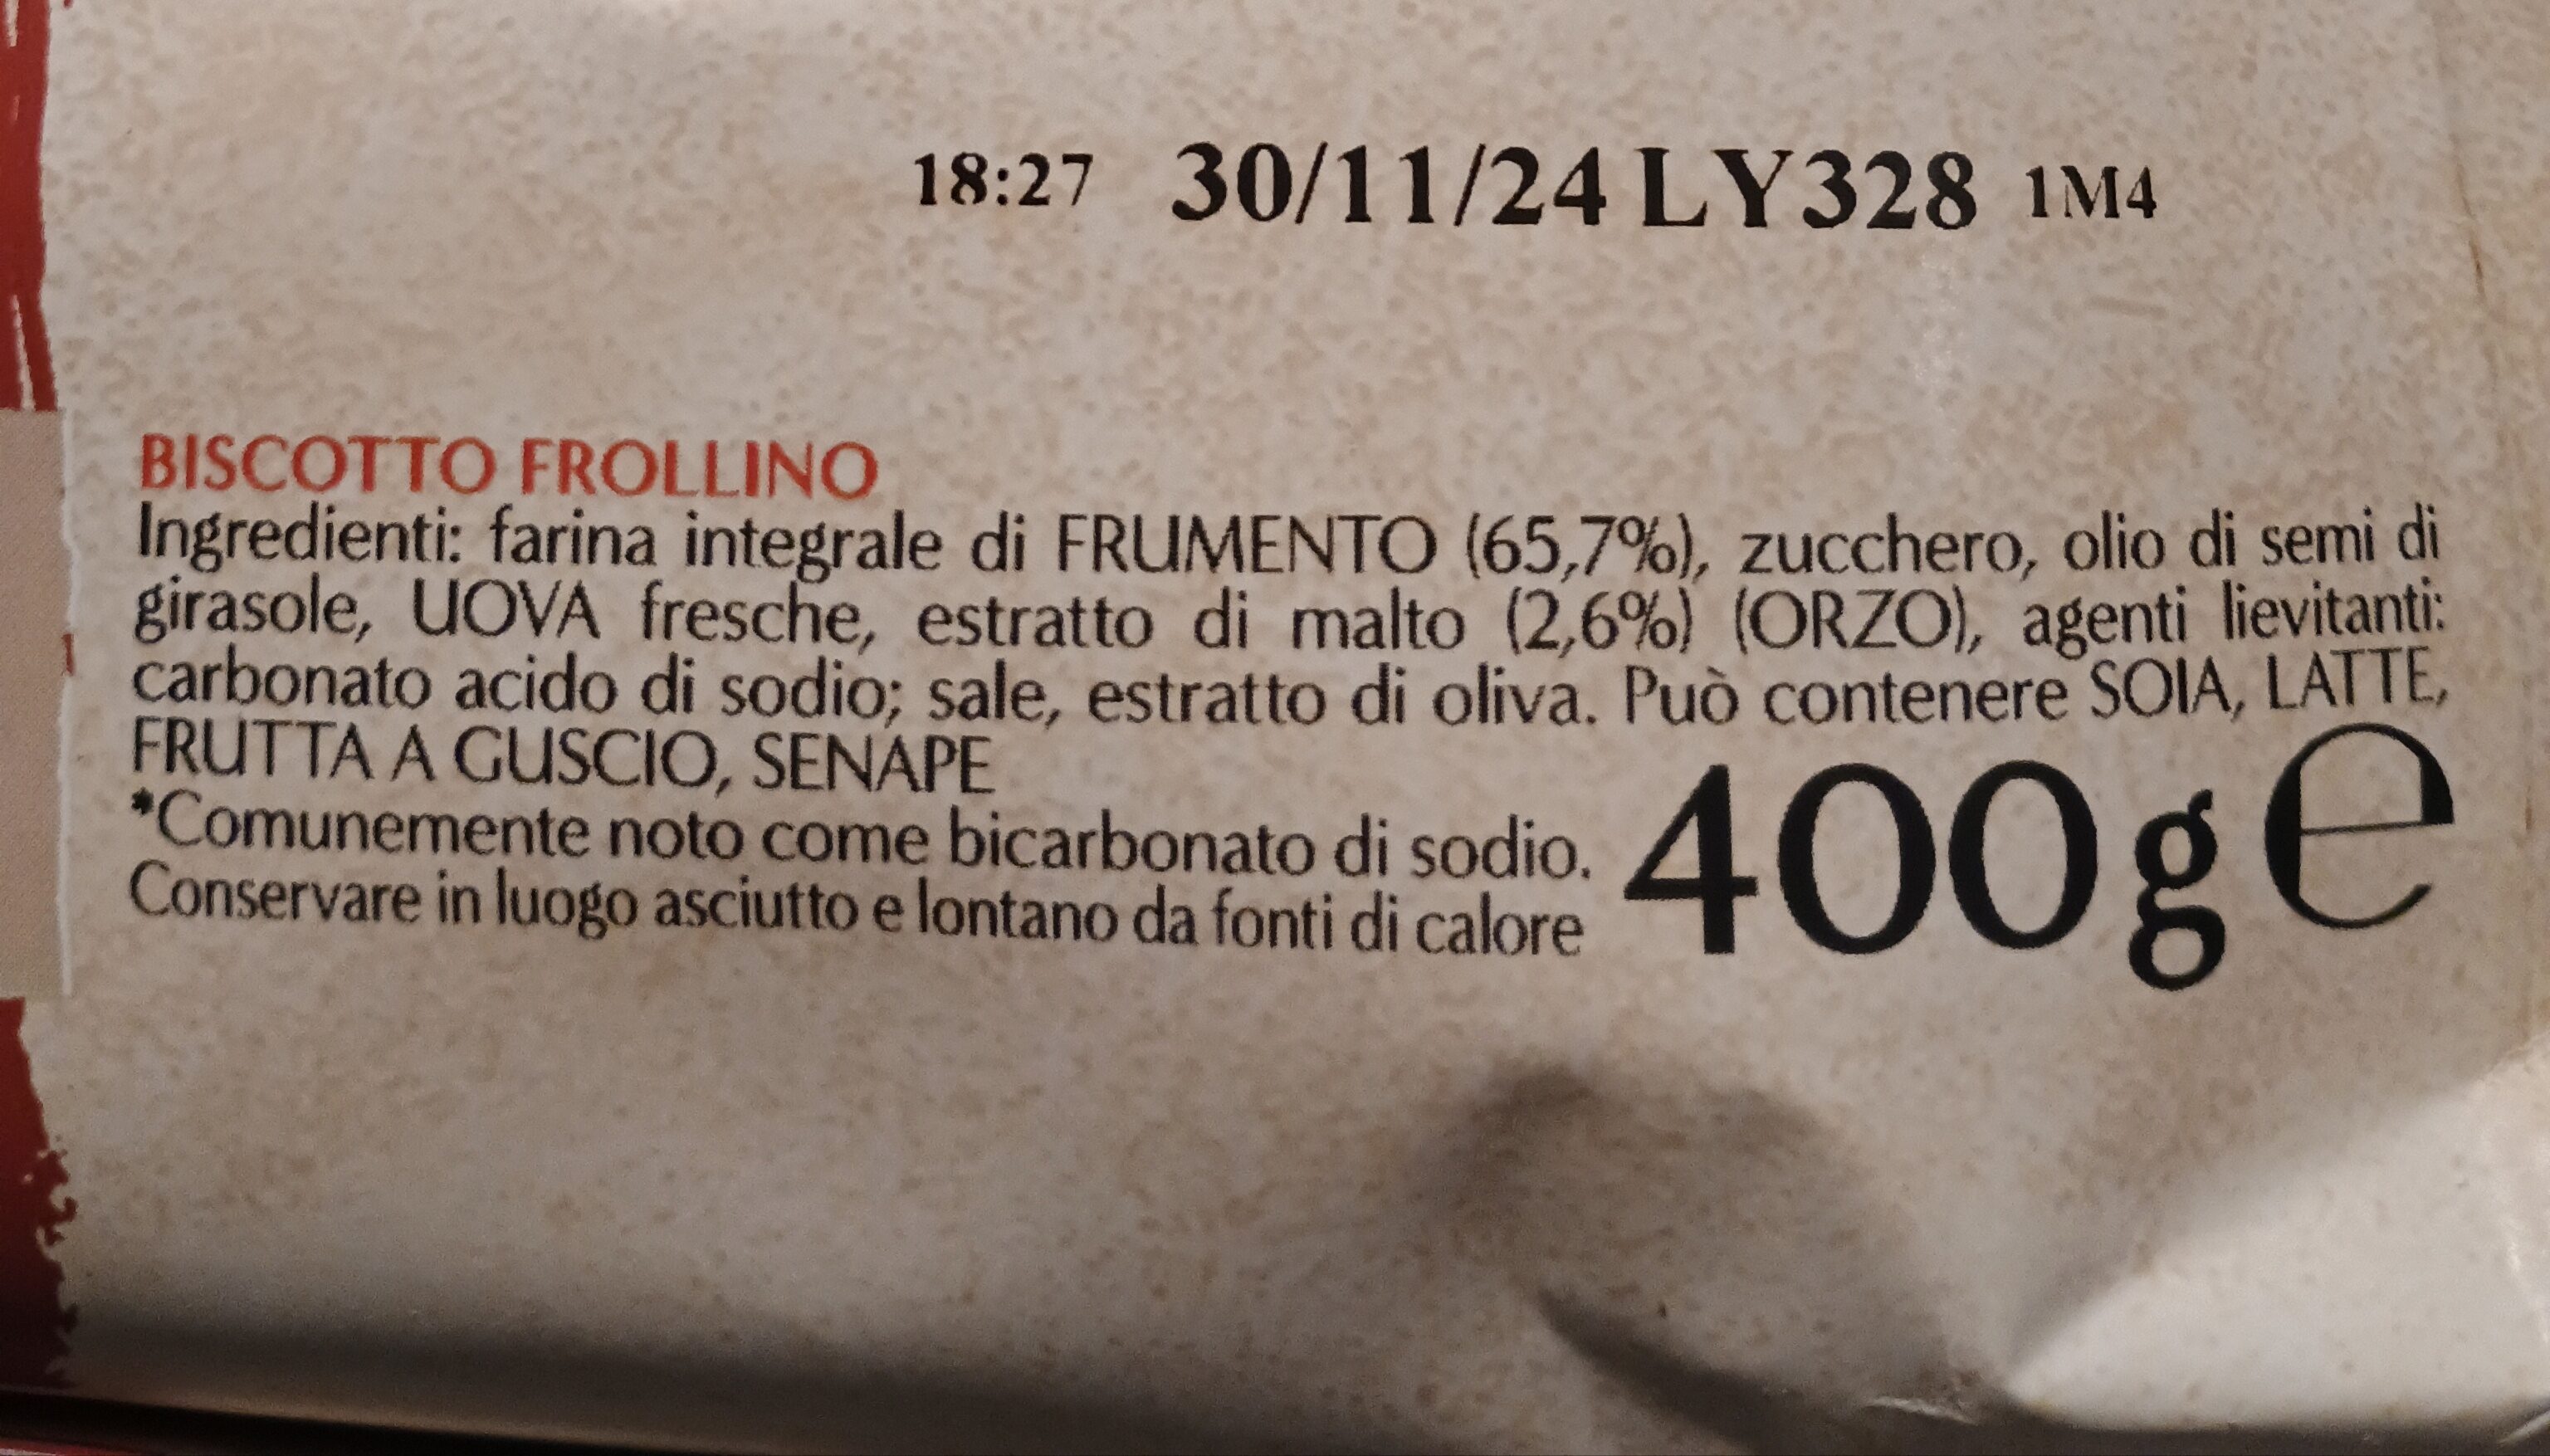 18:27 30/11/24 LY328 1M4
BISCOTTO FROLLINO
Ingredienti: farina integrale di FRUMENTO (65,7%), zucchero, olio di semi di
girasole, UOVA fresche, estratto di malto (2,6%) (ORZO), agenti lievitanti:
carbonato acido di sodio; sale, estratto di oliva. Può contenere SOIA, LATTE,
FRUTTA A GUSCIO, SENAPE
*Comunemente noto come bicarbonato di sodio.
Conservare in luogo asciutto e lontano da fonti di calore
400 g e